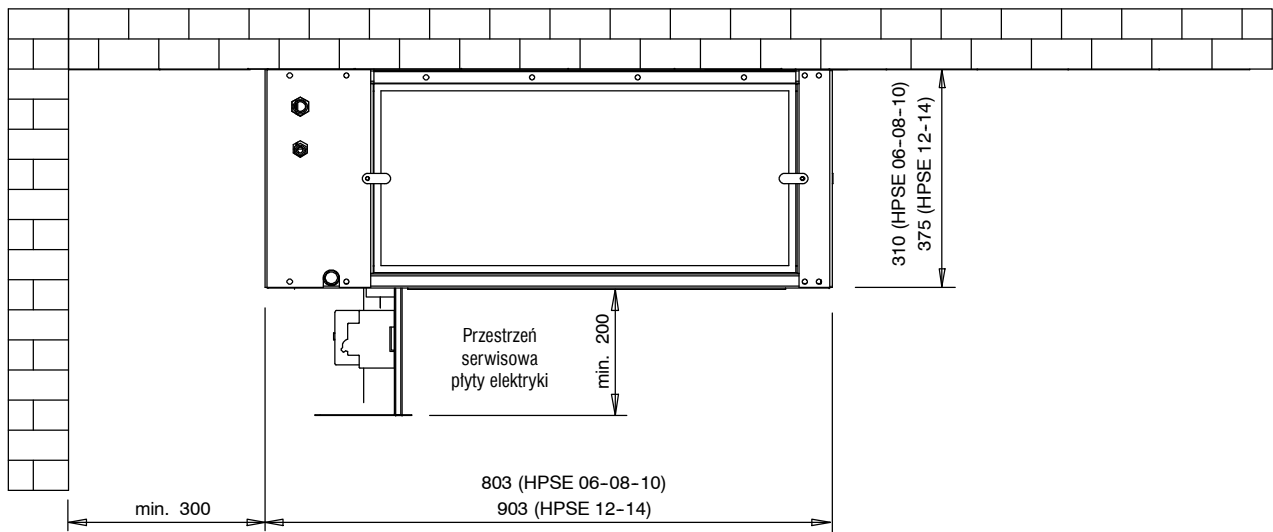 310 (HPSE 06-08-10)
375 (HPSE 12-14)
Przestrzeń
serwisowa
płyty elektryki
min. 200
803 (HPSE 06-08-10)
min. 300
903 (HPSE 12-14)